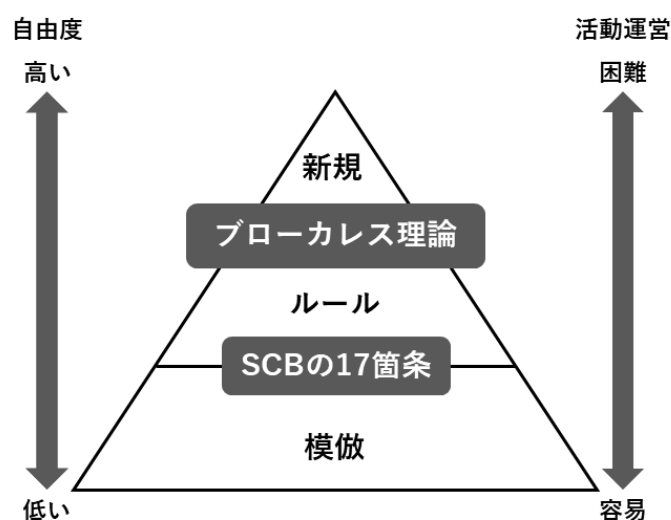 自由度
高い
活動運営
困難
新規
ブローカレス理論
ルール
SCBの17箇条
模倣
低い
容易